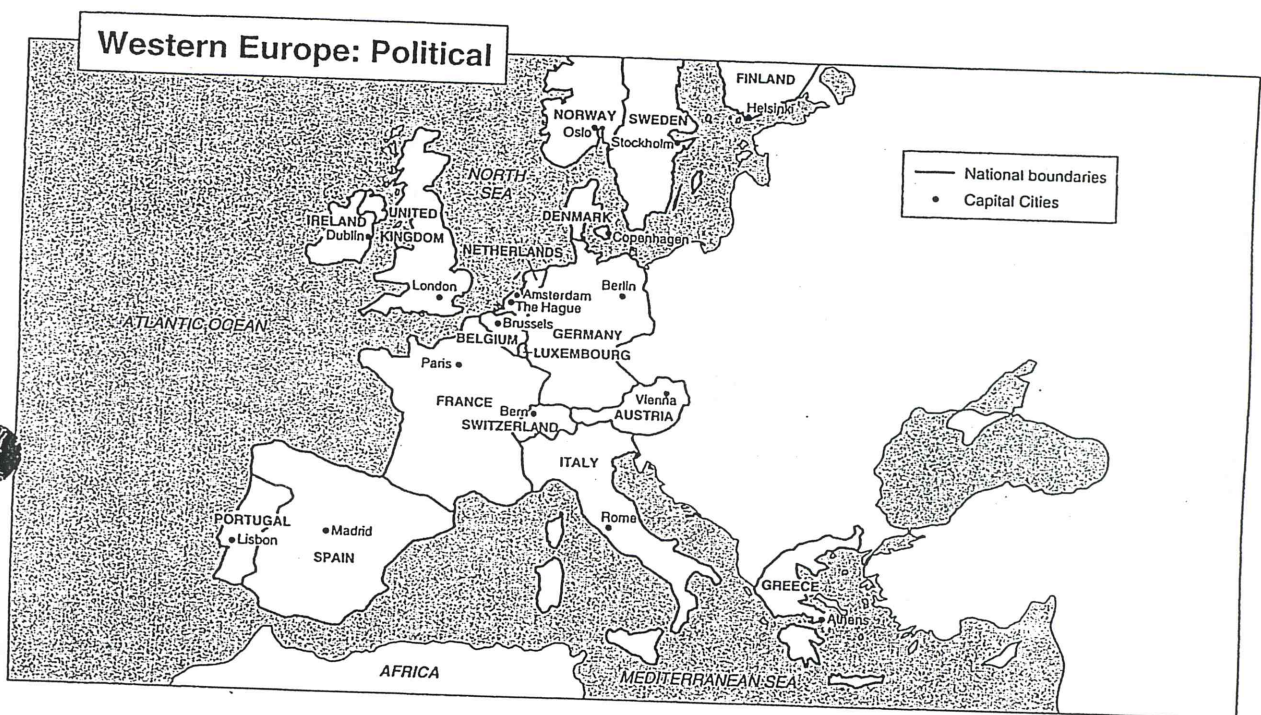 Western Europe: Political
FINLAND
Helsinki
NORWAY
Oslo
SWEDEN
Stockholm
NORTH
SEA
National boundaries
Capital Cities
IRELAND
Dublin
UNITED
KINGDOM
London
DENMARK
Copenhagen
NETHERLANDS
Amsterdam
The Hague
Berlin
Brussels
BELGIUM
GERMANY
LUXEMBOURG
ATLANTIC OCEAN
Paris
FRANCE
Bern
SWITZERLAND
Vienna
AUSTRIA
ITALY
Rome
PORTUGAL
Lisbon
Madrid
SPAIN
GREECE
Athens
AFRICA
MEDITERRANEAN SEA